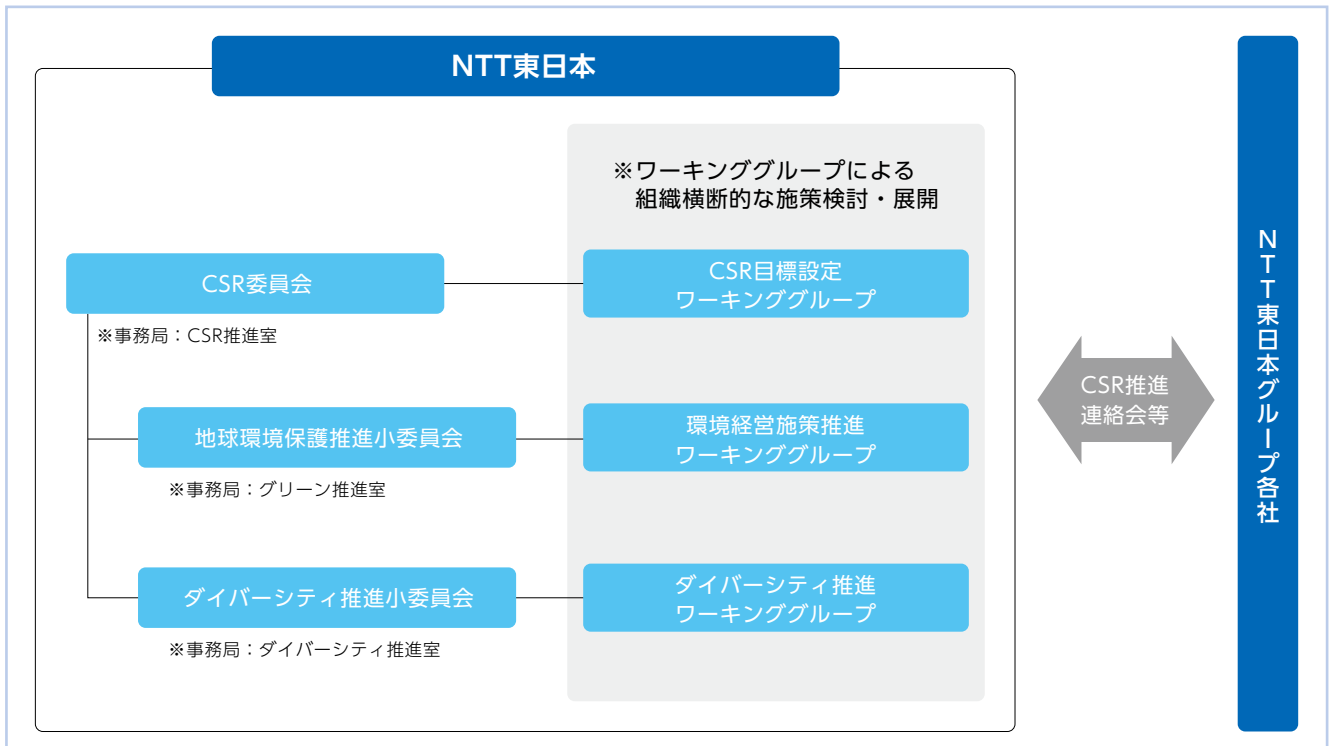 NTT東日本
※ワーキンググループによる
組織横断的な施策検討・展開
CSR委員会
※事務局：CSR推進室
CSR目標設定
ワーキンググループ
地球環境保護推進小委員会
※事務局：グリーン推進室
環境経営施策推進
ワーキンググループ
ダイバーシティ推進小委員会
※事務局：ダイバーシティ推進室
ダイバーシティ推進
ワーキンググループ
CSR推進
連絡会等
NTT東日本グループ各社